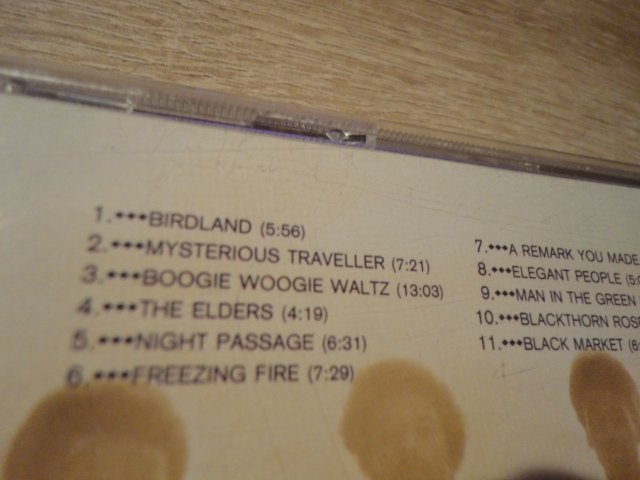 1.•••BIRDLAND (5:56)
2.•••MYSTERIOUS TRAVELLER (7:21)
3.•••BOOGIE WOOGIE WALTZ (13:03)
4.•••THE ELDERS (4:19)
5.•••NIGHT PASSAGE (6:31)
6.•••FREEZING FIRE (7:29)
7.•••A REMARK YOU MADE
8.•••ELEGANT PEOPLE
9.•••MAN IN THE GREEN
10.•••BLACKTHORN ROSE
11.•••BLACK MARKET